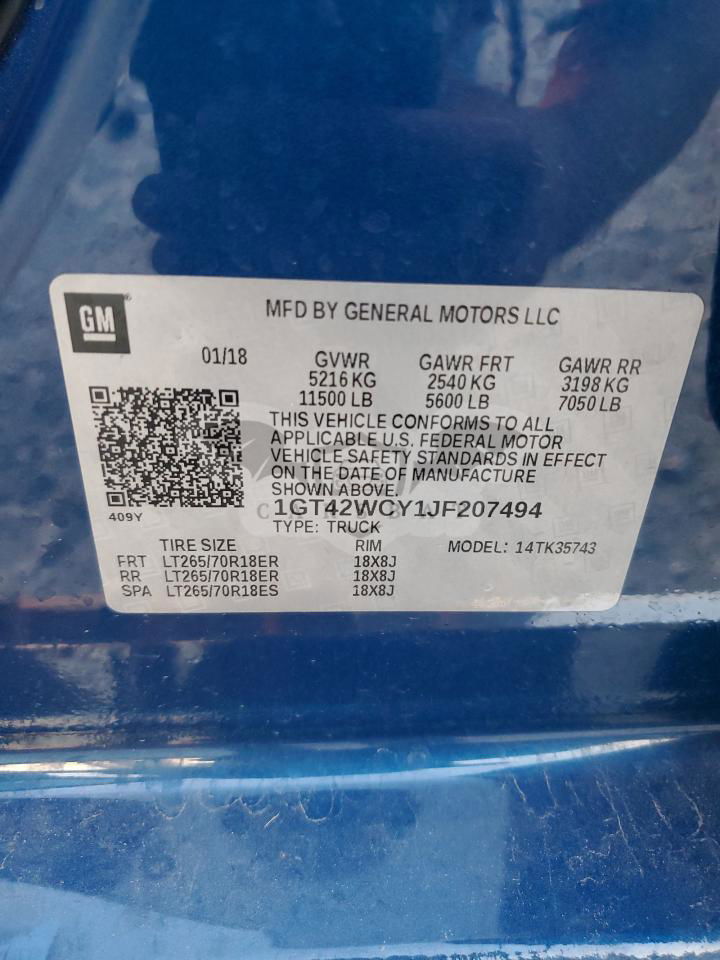 GM
MFD BY GENERAL MOTORS LLC
01/18 GVWR GAWR FRT GAWR RR
5216 KG 2540 KG 3198 KG
11500 LB 5600 LB 7050 LB
THIS VEHICLE CONFORMS TO ALL
APPLICABLE U.S. FEDERAL MOTOR
VEHICLE SAFETY STANDARDS IN EFFECT
ON THE DATE OF MANUFACTURE
SHOWN ABOVE.
409Y 1GT42WCY1JF207494
TYPE: TRUCK
TIRE SIZE RIM MODEL: 14TK35743
FRT LT265/70R18ER 18X8J
RR LT265/70R18ER 18X8J
SPA LT265/70R18ES 18X8J